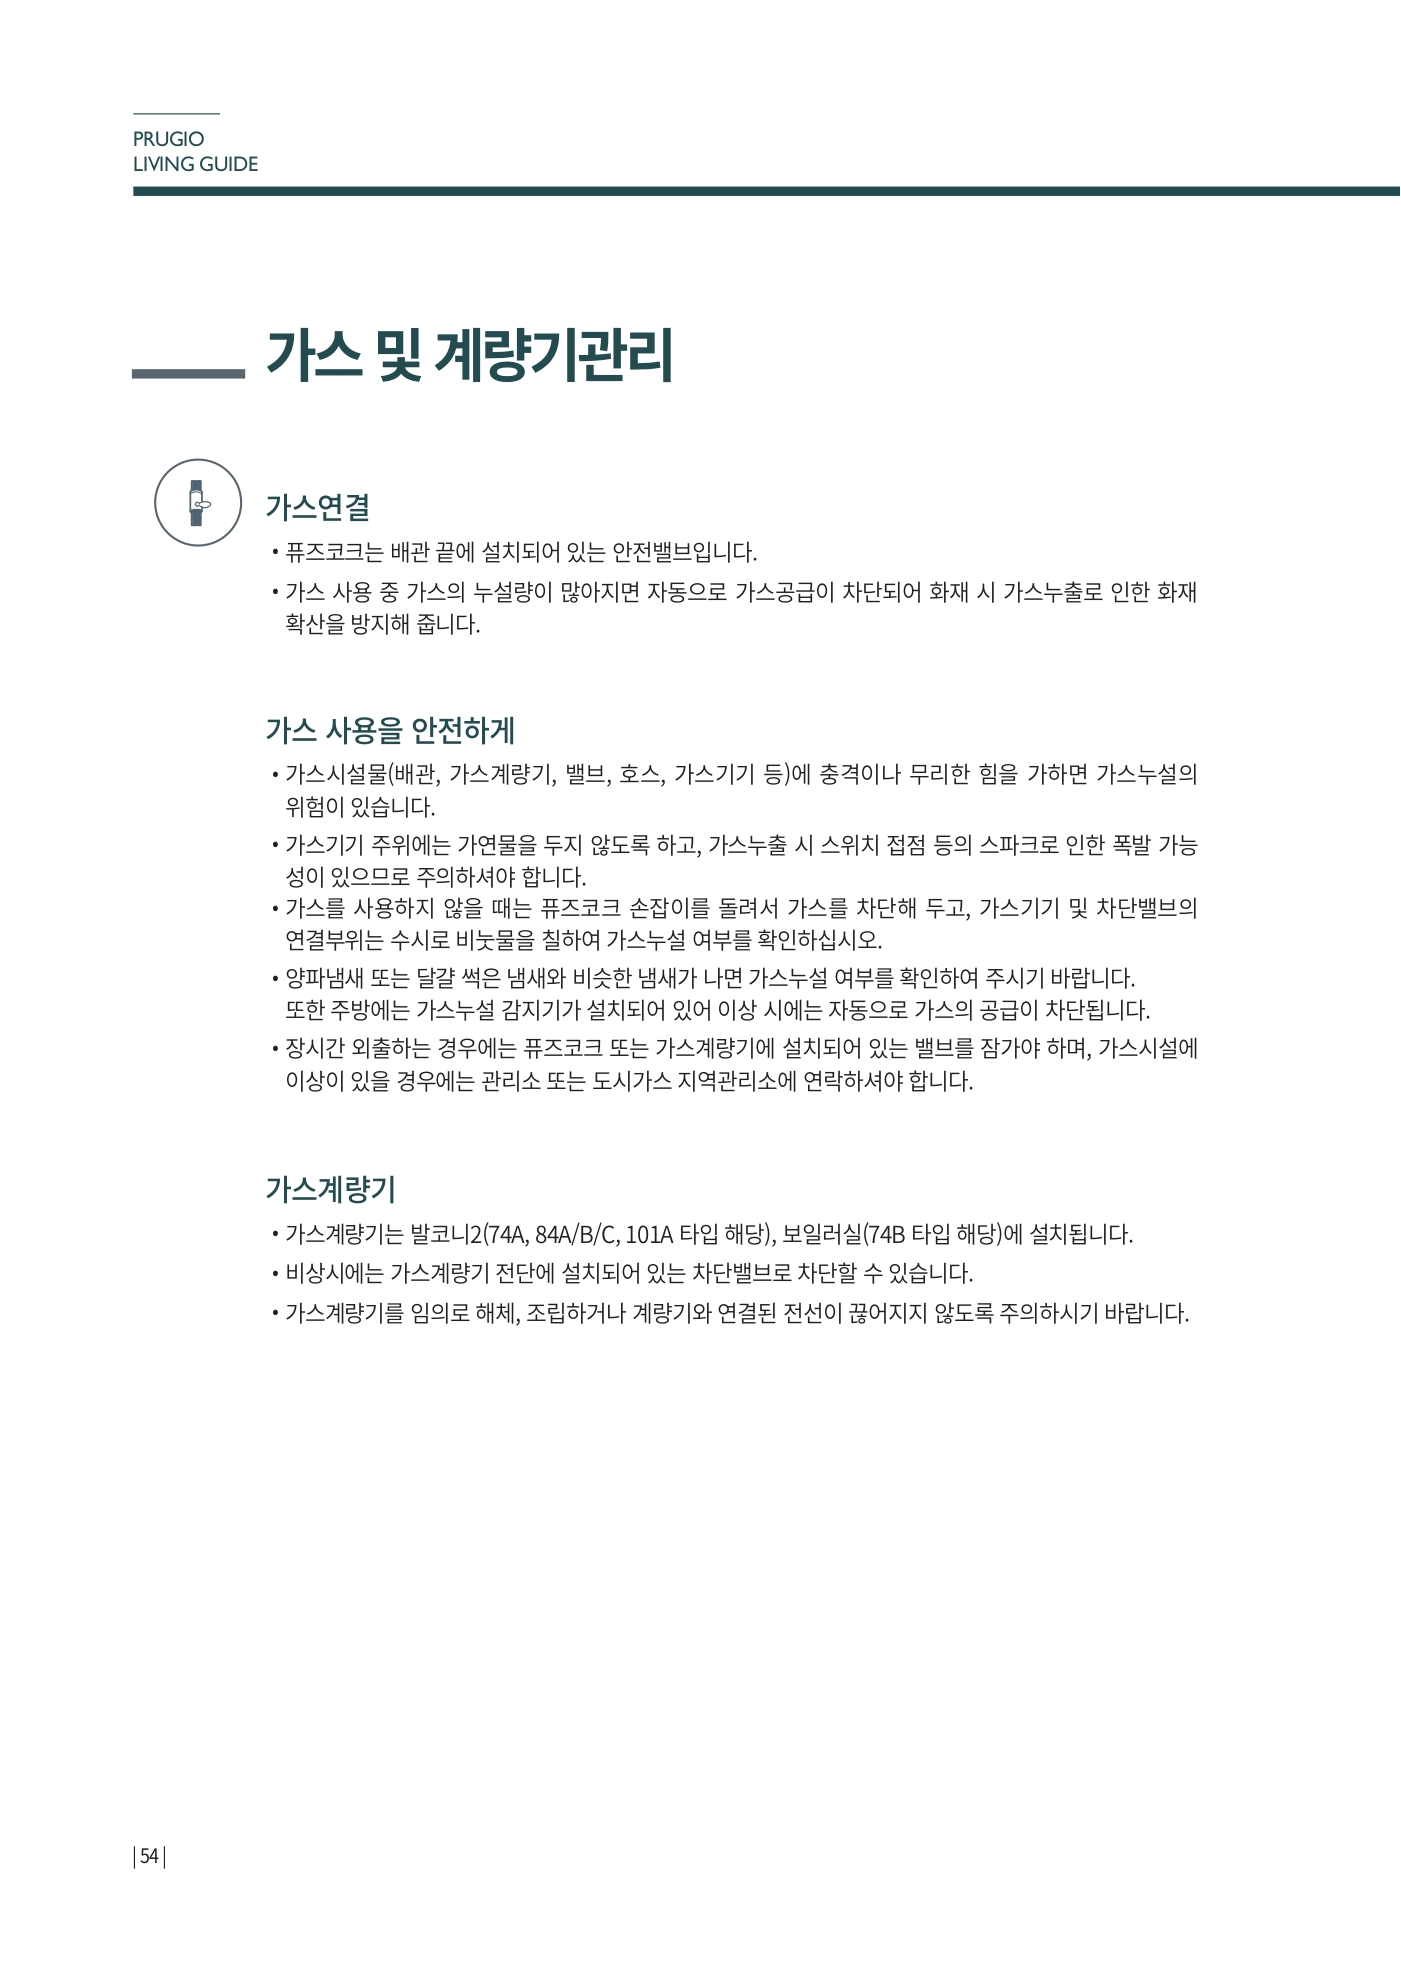 PRUGIO
LIVING GUIDE
가스 및 계량기관리
가스연결
• 퓨즈코크는 배관 끝에 설치되어 있는 안전밸브입니다.
• 가스 사용 중 가스의 누설량이 많아지면 자동으로 가스공급이 차단되어 화재 시 가스누출로 인한 화재
확산을 방지해 줍니다.
가스 사용을 안전하게
• 가스시설물(배관, 가스계량기, 밸브, 호스, 가스기기 등)에 충격이나 무리한 힘을 가하면 가스누설의
위험이 있습니다.
• 가스기기 주위에는 가연물을 두지 않도록 하고, 가스누출 시 스위치 접점 등의 스파크로 인한 폭발 가능
성이 있으므로 주의하셔야 합니다.
• 가스를 사용하지 않을 때는 퓨즈코크 손잡이를 돌려서 가스를 차단해 두고, 가스기기 및 차단밸브의
연결부위는 수시로 비눗물을 칠하여 가스누설 여부를 확인하십시오.
• 양파냄새 또는 달걀 썩은 냄새와 비슷한 냄새가 나면 가스누설 여부를 확인하여 주시기 바랍니다.
또한 주방에는 가스누설 감지기가 설치되어 있어 이상 시에는 자동으로 가스의 공급이 차단됩니다.
• 장시간 외출하는 경우에는 퓨즈코크 또는 가스계량기에 설치되어 있는 밸브를 잠가야 하며, 가스시설에
이상이 있을 경우에는 관리소 또는 도시가스 지역관리소에 연락하셔야 합니다.
가스계량기
• 가스계량기는 발코니2(74A, 84A/B/C, 101A 타입 해당), 보일러실(74B 타입 해당)에 설치됩니다.
• 비상시에는 가스계량기 전단에 설치되어 있는 차단밸브로 차단할 수 있습니다.
• 가스계량기를 임의로 해체, 조립하거나 계량기와 연결된 전선이 끊어지지 않도록 주의하시기 바랍니다.
| 54 |